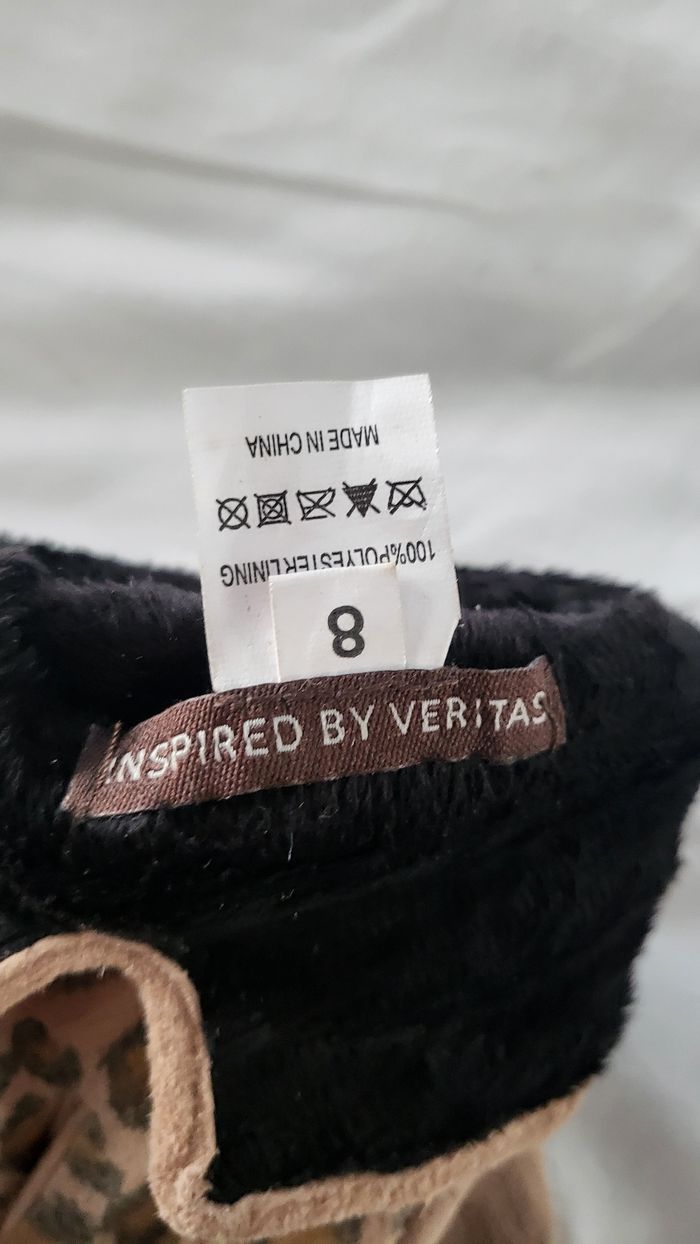 MADE IN CHINA
100%POLYESTER LINING
8
INSPIRED BY VERITAS